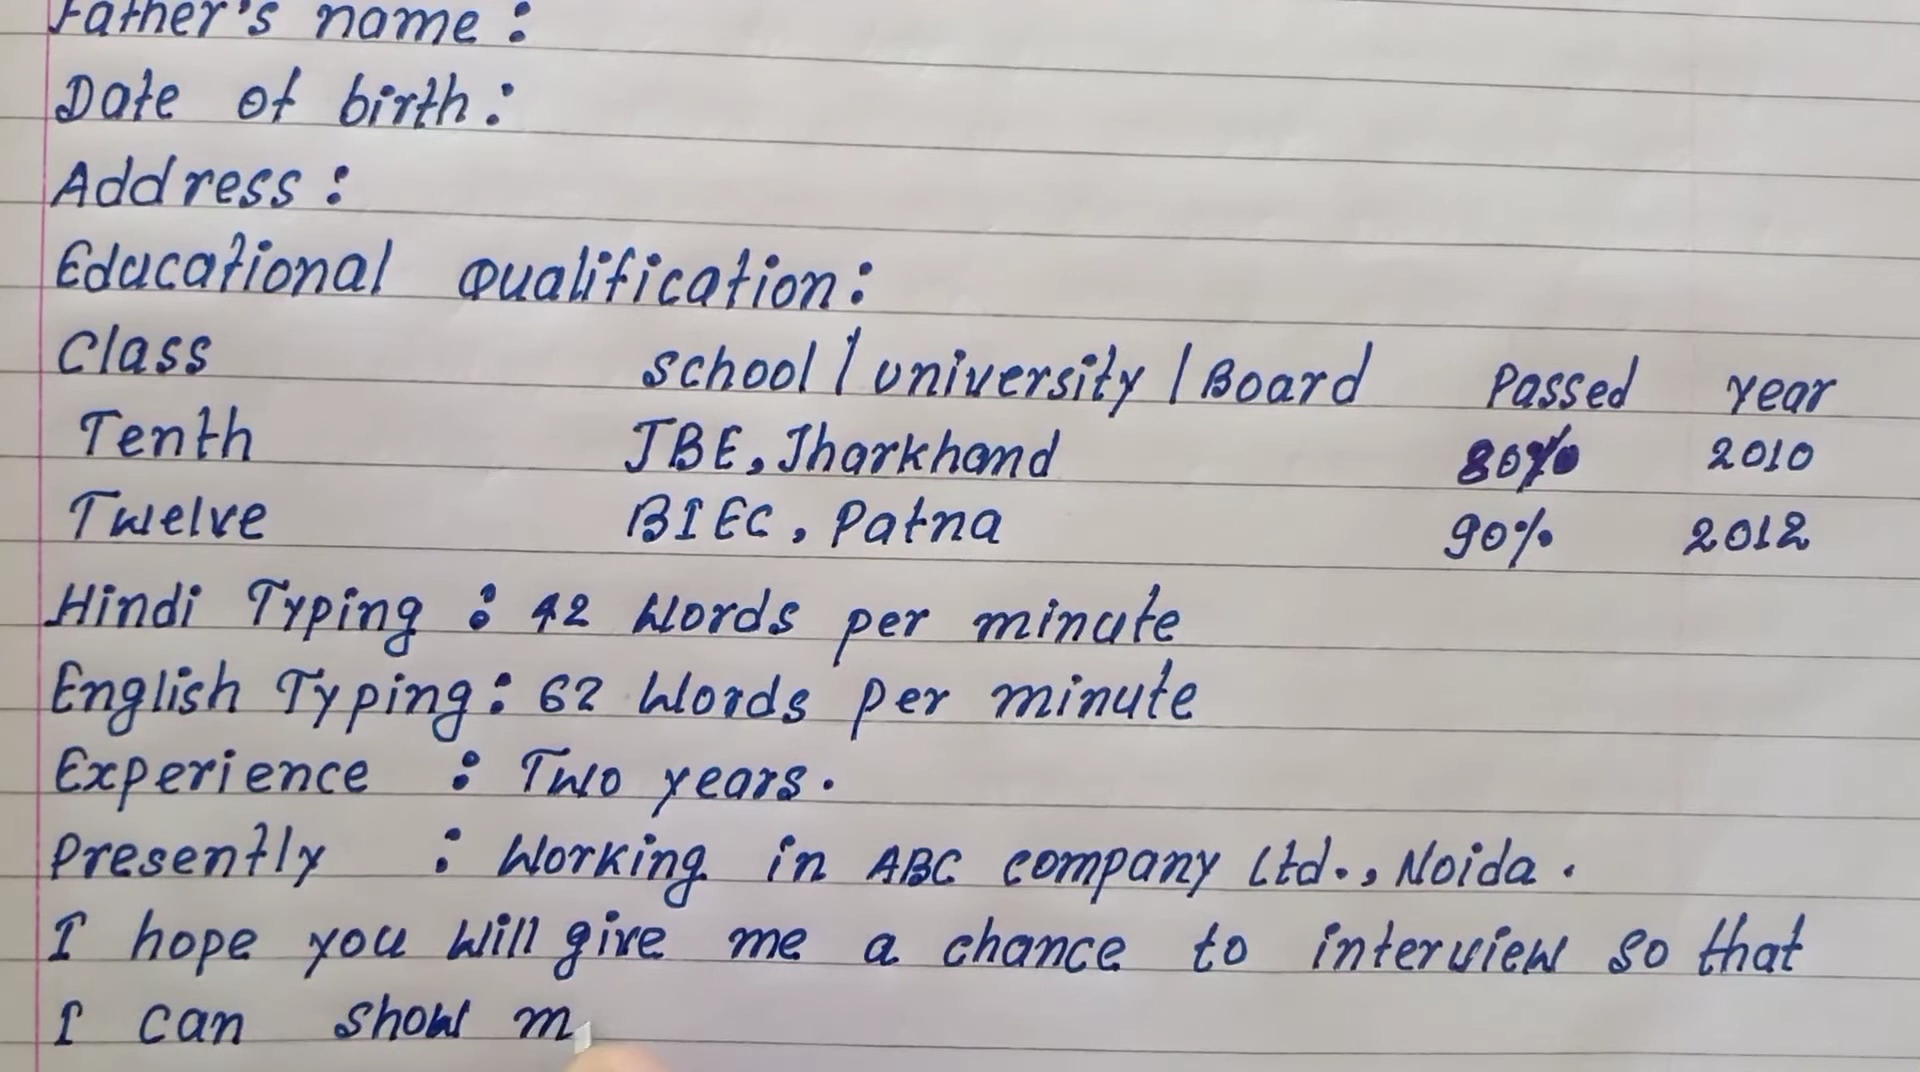 Father's name :
Date of birth :
Address :
Educational Qualification :
Class school / university / Board Passed year
Tenth JBE, Jharkhand 80% 2010
Twelve BIEC, Patna 90% 2012
Hindi Typing : 42 Words per minute
English Typing : 62 Words per minute
Experience : Two years.
Presently : Working in ABC company Ltd., Noida.
I hope you will give me a chance to interview so that
I can show m